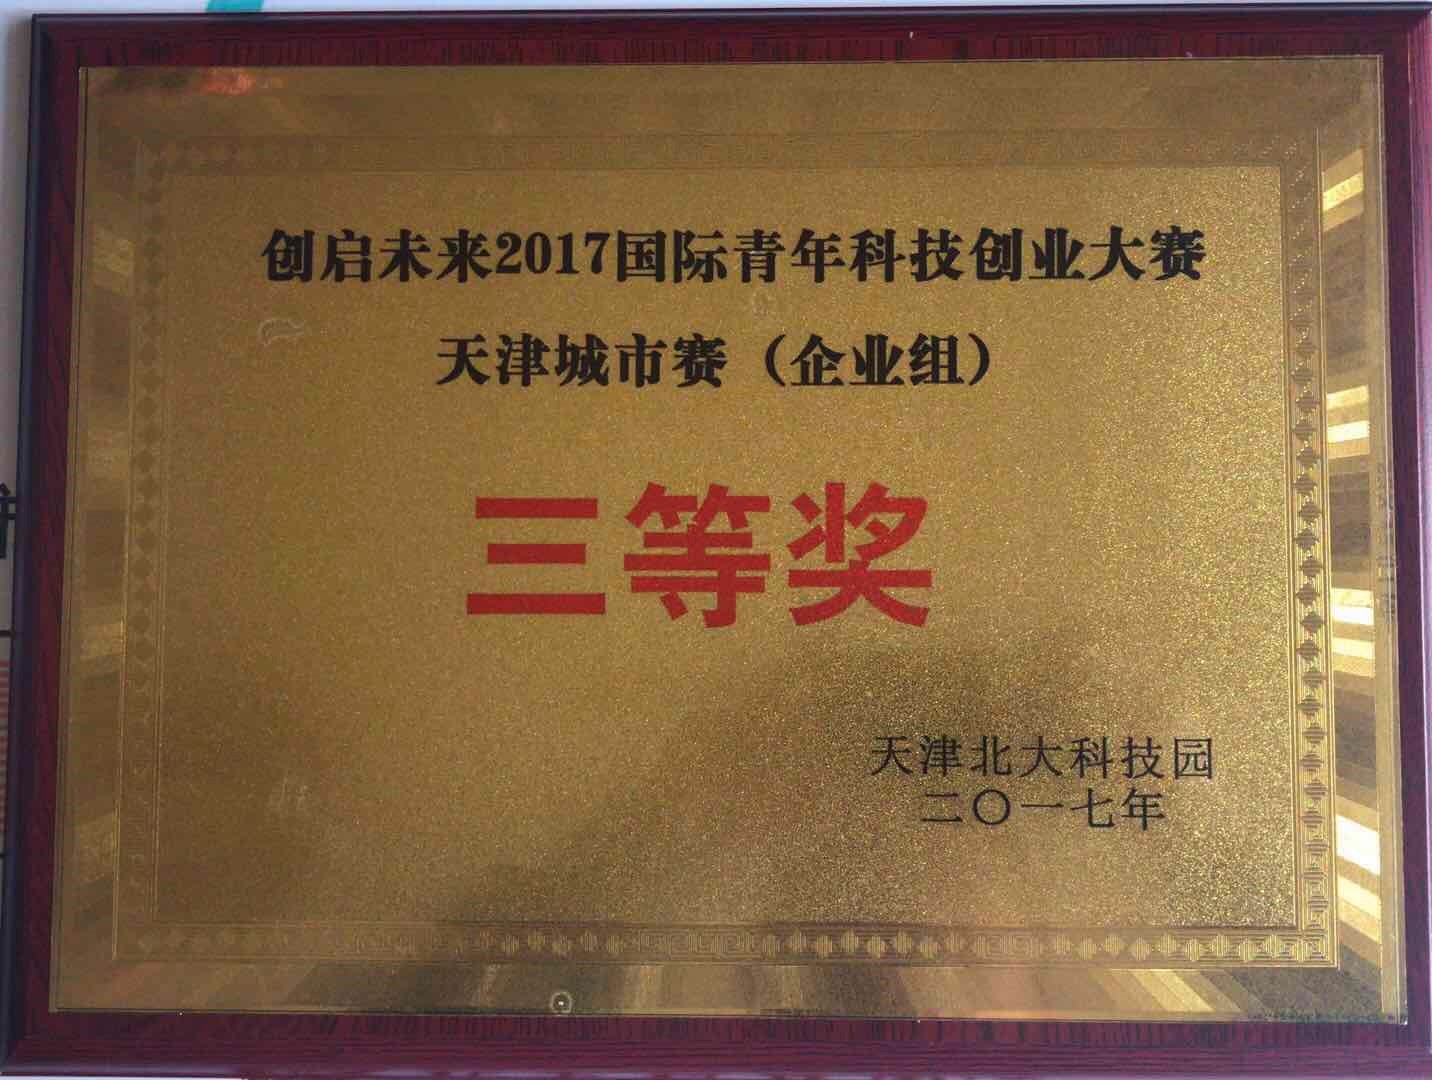 创启未来2017国际青年科技创业大赛
天津城市赛（企业组）
三等奖
天津北大科技园
二〇一七年